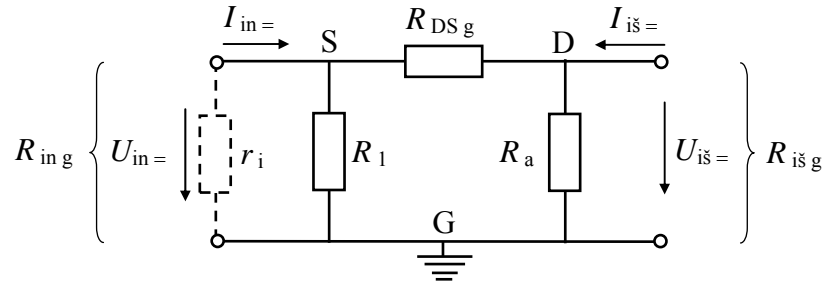 I in = S R DS g D I iš =
R in g U in = r i R 1 R a U iš = R iš g
G